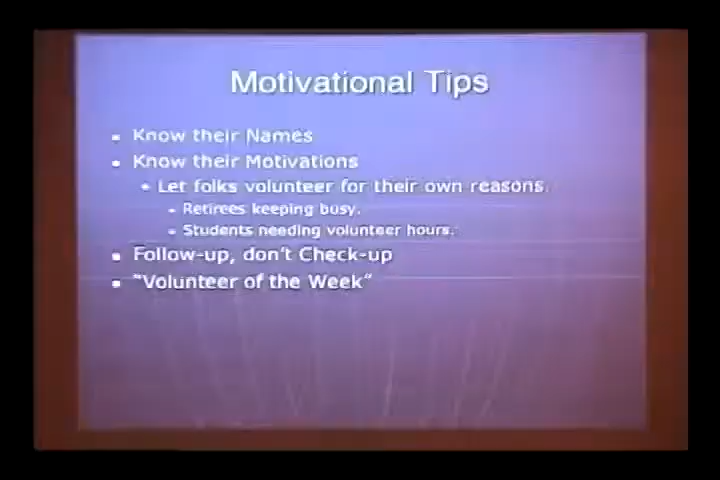 Motivational Tips
Know their Names
Know their Motivations
Let folks volunteer for their own reasons.
Retirees keeping busy.
Students needing volunteer hours.
Follow-up, don't Check-up
"Volunteer of the Week"